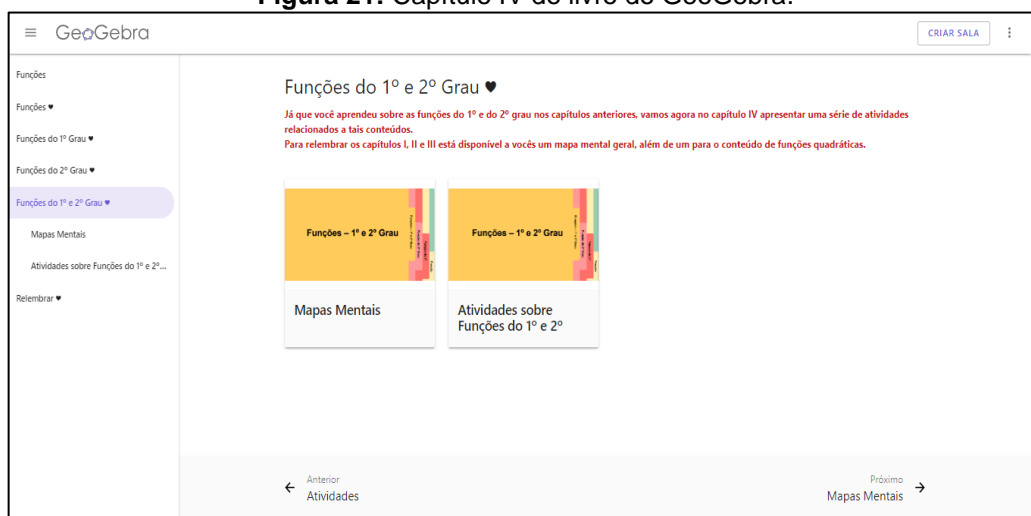 Figura 21: Capítulo IV do livro do GeoGebra.
GeoGebra
CRIAR SALA
Funções
Funções ♥
Funções do 1º Grau ♥
Funções do 2º Grau ♥
Funções do 1º e 2º Grau ♥
Mapas Mentais
Atividades sobre Funções do 1º e 2º...
Relembrar ♥
Funções do 1º e 2º Grau ♥
Já que você aprendeu sobre as funções do 1º e do 2º grau nos capítulos anteriores, vamos agora no capítulo IV apresentar uma série de atividades
relacionados a tais conteúdos.
Para relembrar os capítulos I, II e III está disponível a vocês um mapa mental geral, além de um para o conteúdo de funções quadráticas.
Funções – 1º e 2º Grau
Mapas Mentais
Funções – 1º e 2º Grau
Atividades sobre
Funções do 1º e 2º
Anterior
Atividades
Próximo
Mapas Mentais